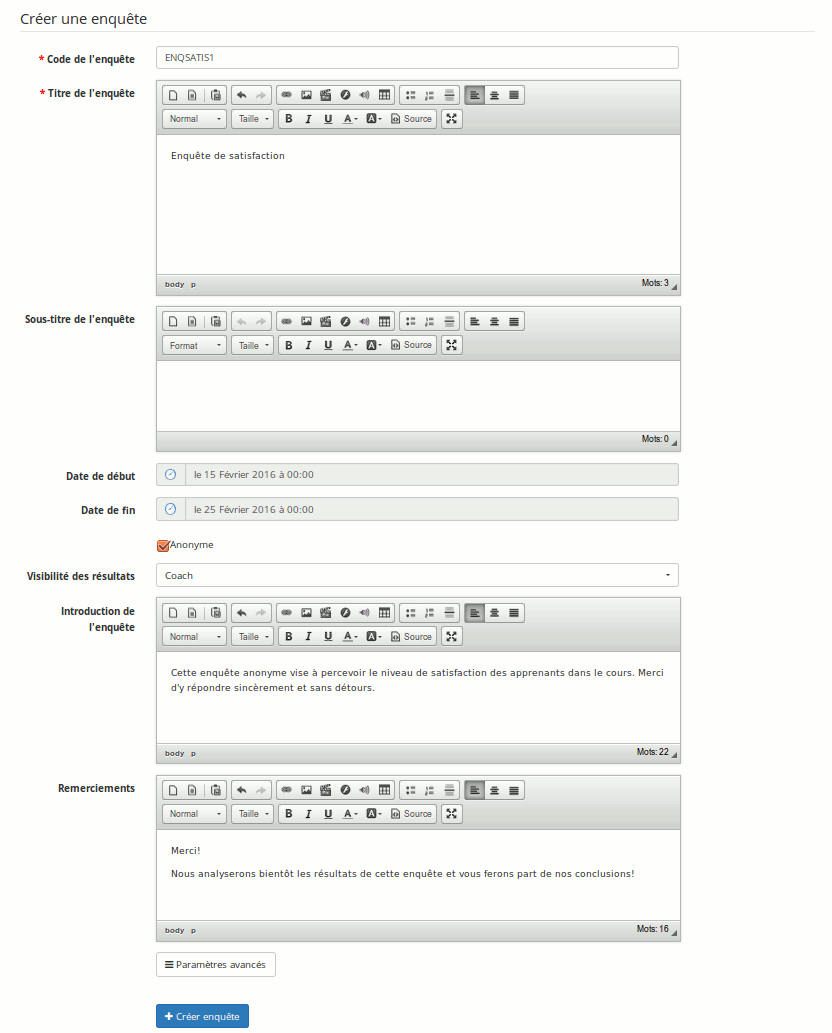 Créer une enquête
* Code de l'enquête
ENQSATIS1
* Titre de l'enquête
Normal Taille B I U A A Source
Enquête de satisfaction
body p Mots: 3
Sous-titre de l'enquête
Format Taille B I U A A Source
Mots: 0
Date de début
le 15 Février 2016 à 00:00
Date de fin
le 25 Février 2016 à 00:00
Anonyme
Visibilité des résultats
Coach
Introduction de
l'enquête
Normal Taille B I U A A Source
Cette enquête anonyme vise à percevoir le niveau de satisfaction des apprenants dans le cours. Merci
d'y répondre sincèrement et sans détours.
body p Mots: 22
Remerciements
Normal Taille B I U A A Source
Merci!
Nous analyserons bientôt les résultats de cette enquête et vous ferons part de nos conclusions!
body p Mots: 16
Paramètres avancés
Créer enquête